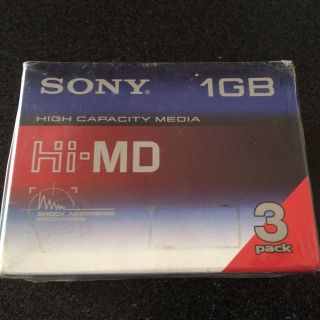 SONY. 1GB
HIGH CAPACITY MEDIA
Hi-MD
SHOCK ABSORBING
MECHANISM
3
pack